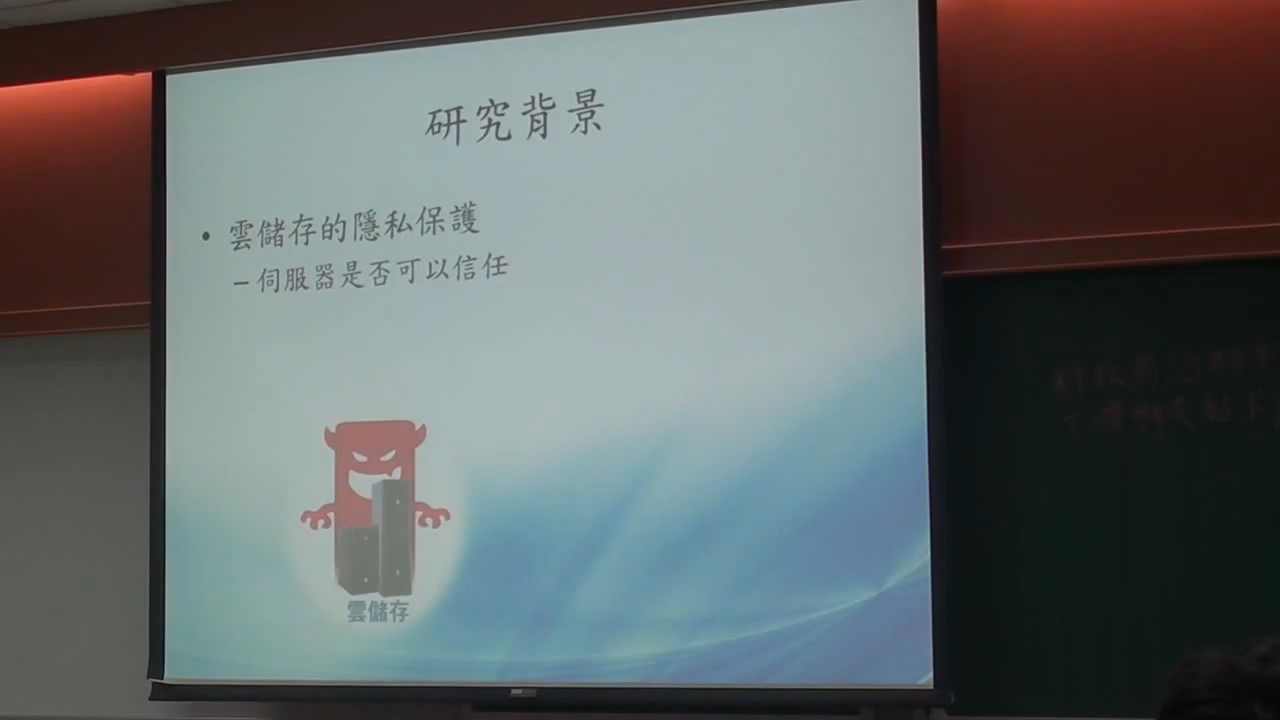 研究背景
• 雲儲存的隱私保護
– 伺服器是否可以信任
雲儲存